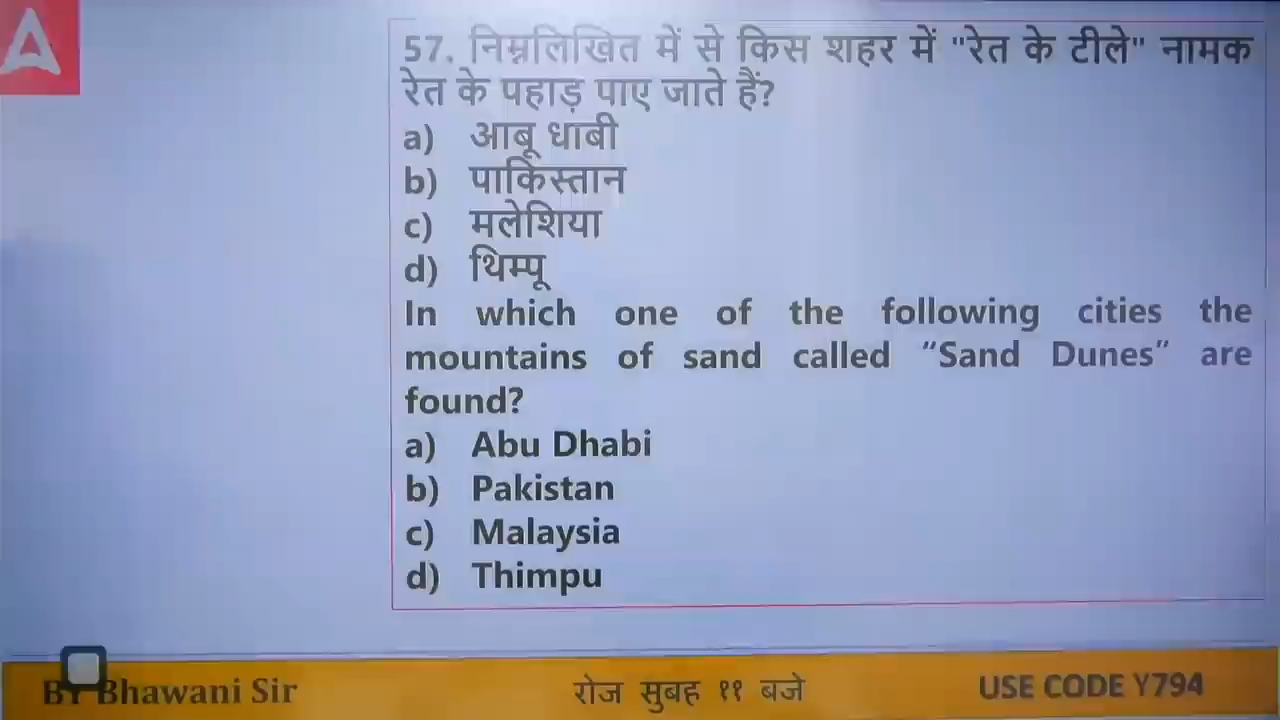 57. निम्नलिखित में से किस शहर में "रेत के टीले" नामक
रेत के पहाड़ पाए जाते हैं?
a) आबू धाबी
b) पाकिस्तान
c) मलेशिया
d) थिम्पू
In which one of the following cities the
mountains of sand called “Sand Dunes” are
found?
a) Abu Dhabi
b) Pakistan
c) Malaysia
d) Thimpu
BY Bhawani Sir
रोज सुबह ११ बजे
USE CODE Y794